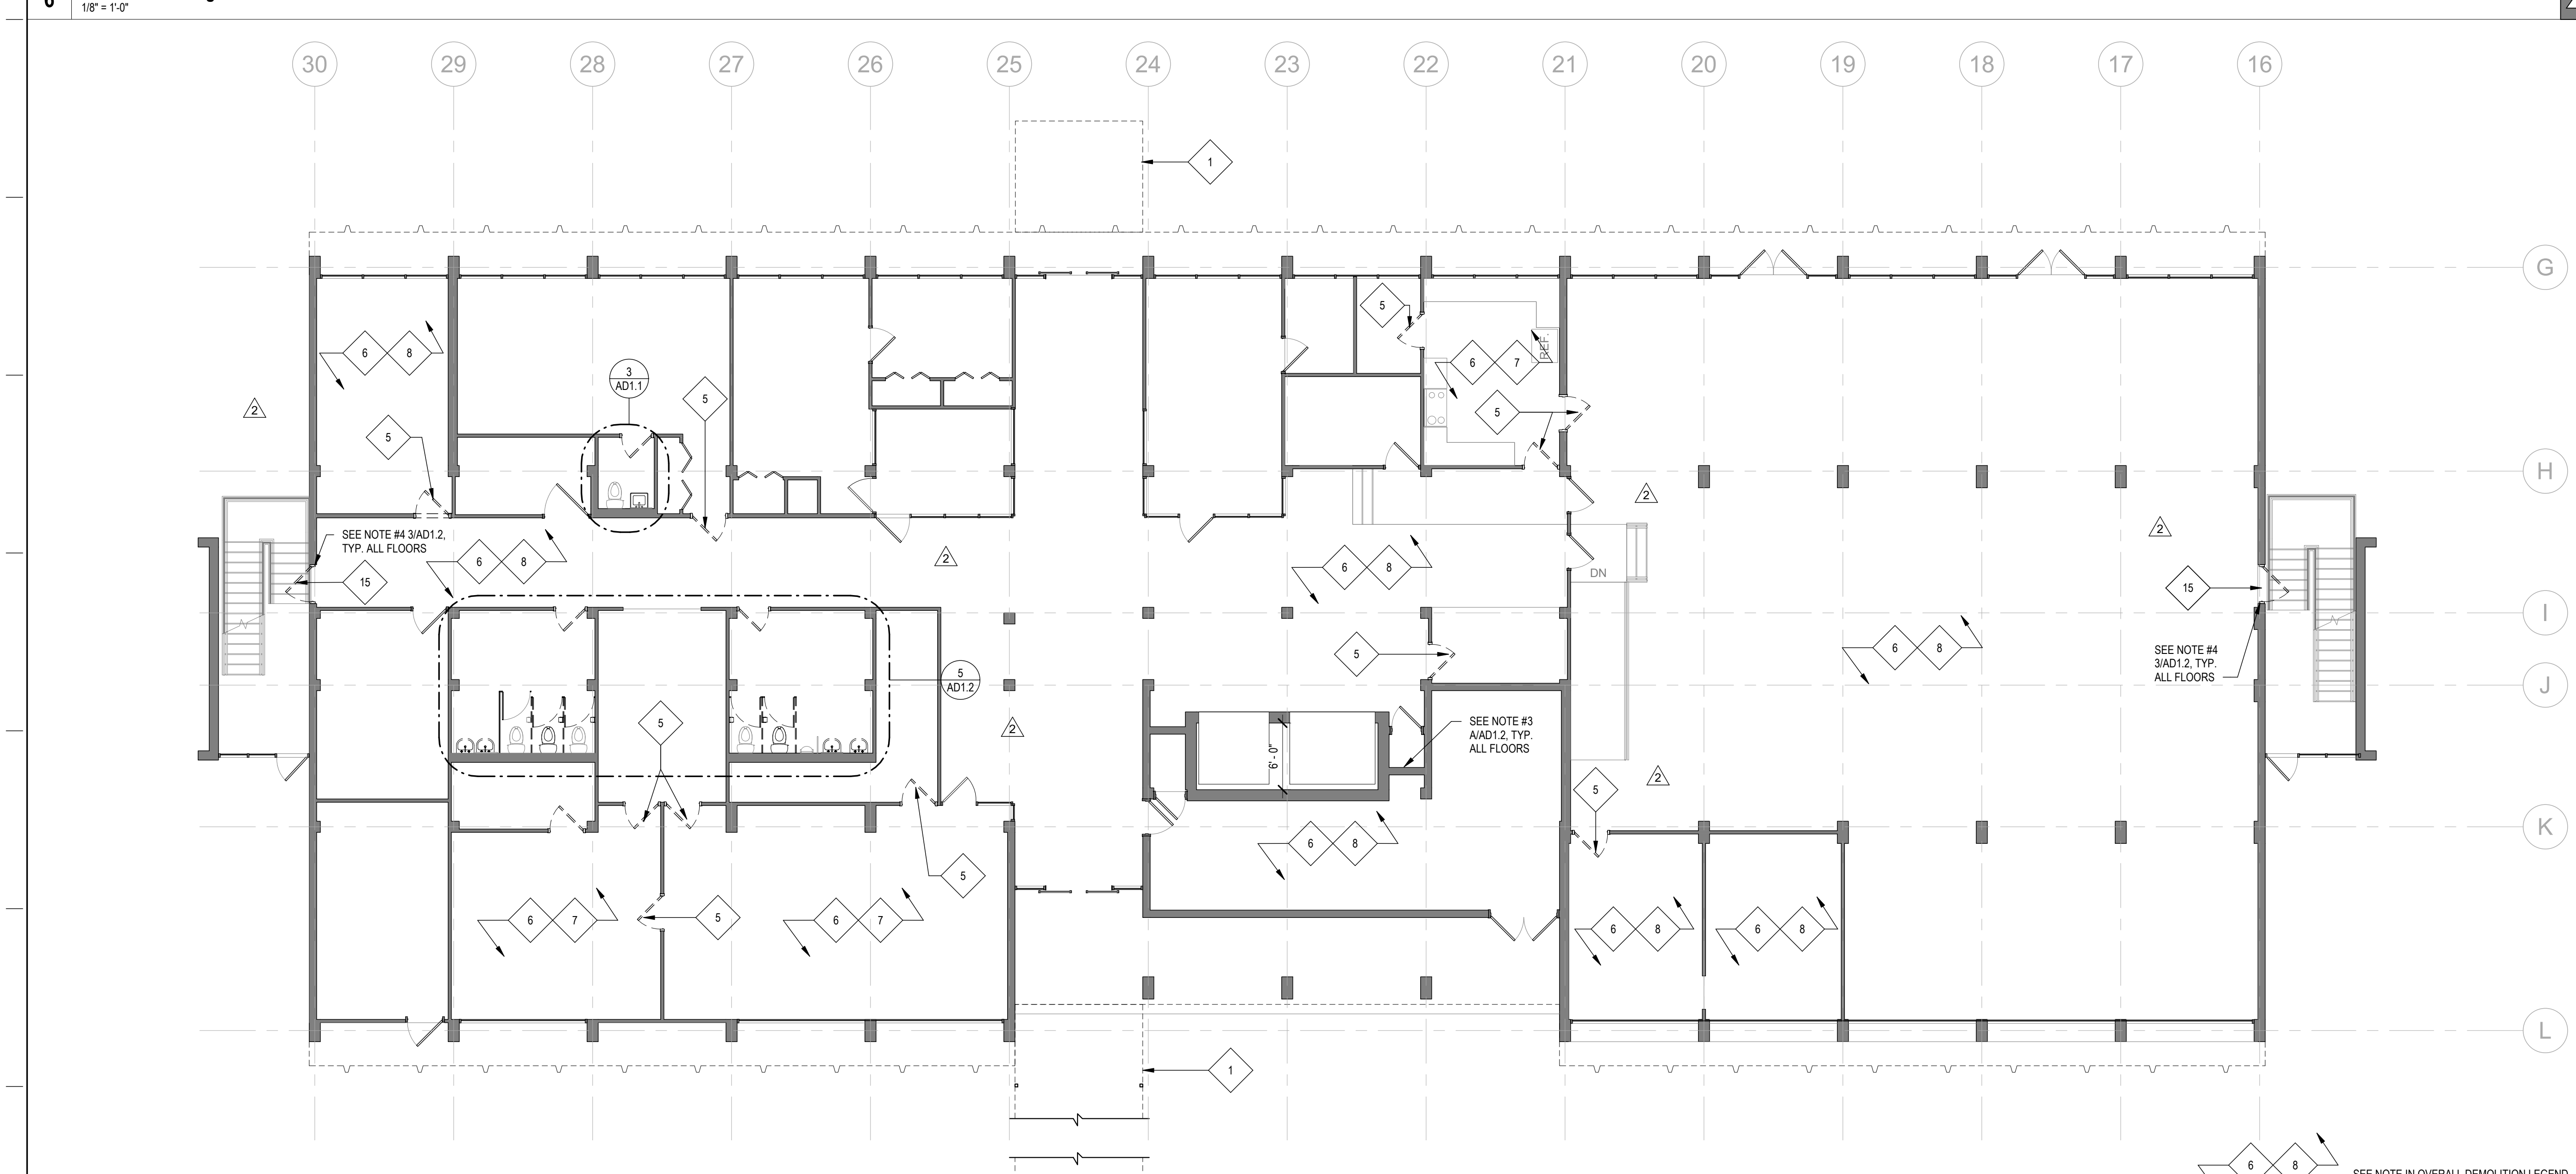 6
1/8" = 1'-0"
30 29 28 27 26 25 24 23 22 21 20 19 18 17 16
1
G
5
6 8
3
AD1.1
6 7
REF.
5
2
5
5
5
H
2
2
SEE NOTE #4 3/AD1.2,
TYP. ALL FLOORS
6 8
2
6 8
DN
15
15
I
5
AD1.2
5
6 8
SEE NOTE #4
3/AD1.2, TYP.
ALL FLOORS
J
5
2
SEE NOTE #3
A/AD1.2, TYP.
ALL FLOORS
6' - 0"
2
5
K
6 8
5
6 7
5
6 7
6 8
6 8
L
1
6 8
SEE NOTE IN OVERALL DEMOLITION LEGEND